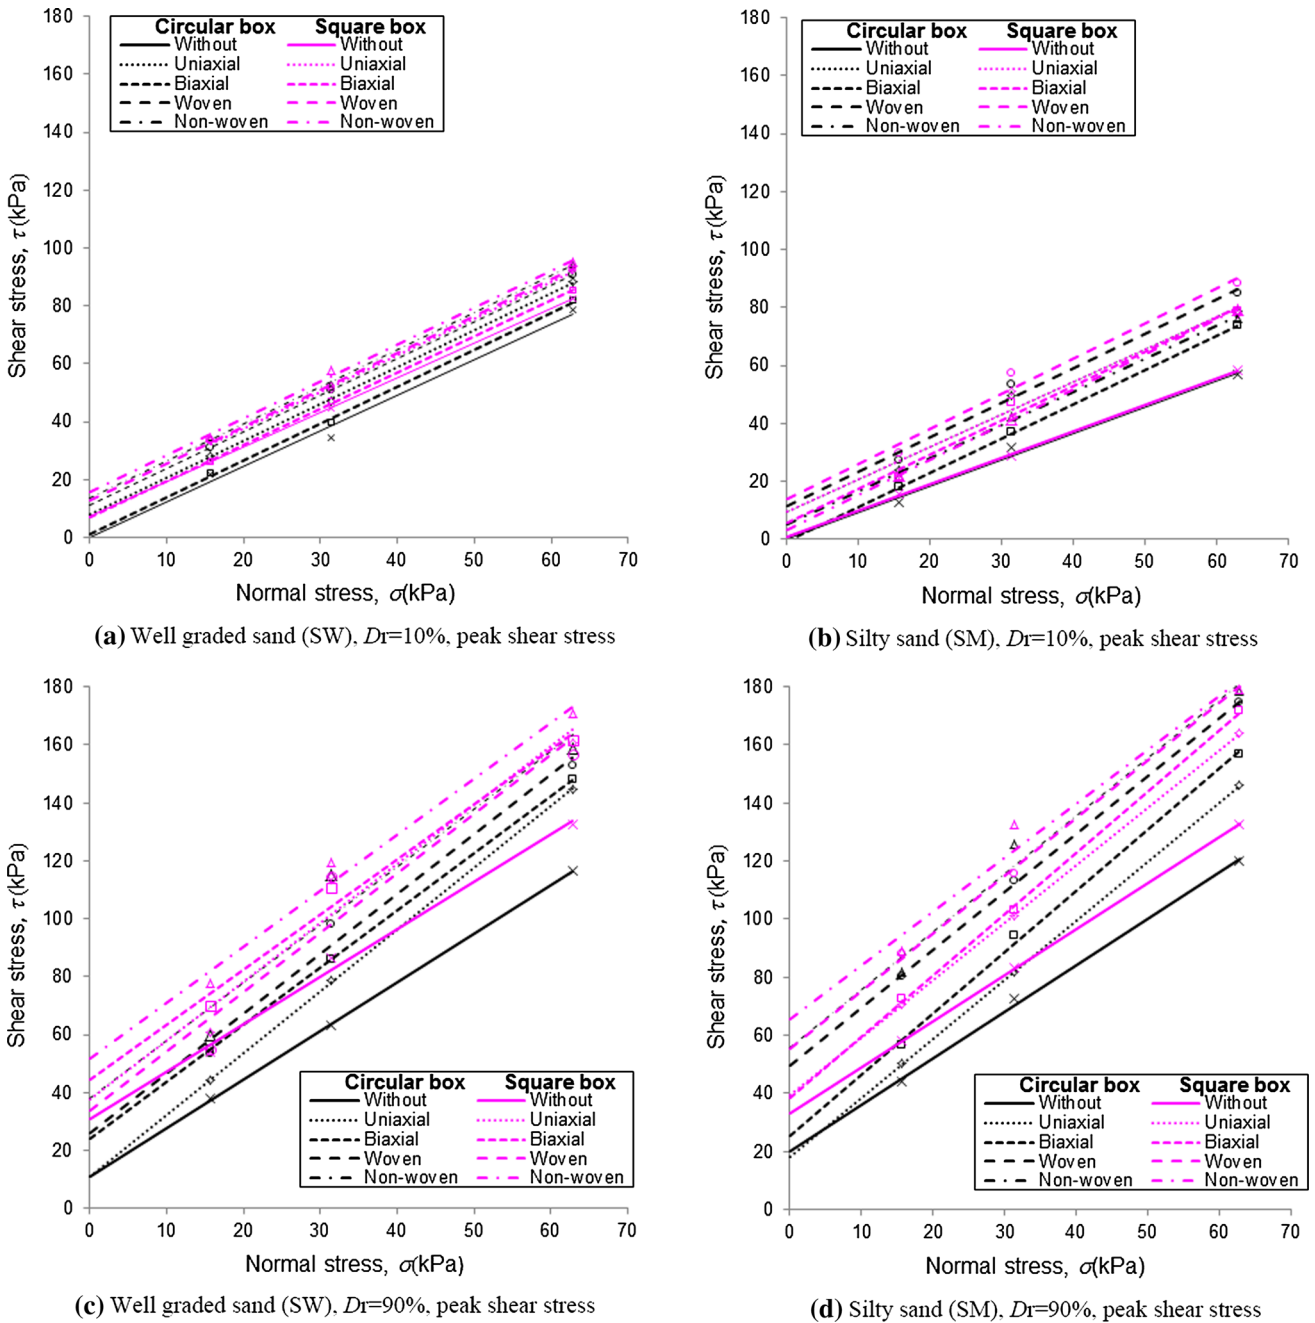 180
160
140
120
100
80
60
40
20
0
Shear stress, τ(kPa)
Circular box Square box
Without Without
Uniaxial Uniaxial
Biaxial Biaxial
Woven Woven
Non-woven Non-woven
0 10 20 30 40 50 60 70
Normal stress, σ(kPa)
(a) Well graded sand (SW), Dr=10%, peak shear stress
180
160
140
120
100
80
60
40
20
0
Shear stress, τ(kPa)
Circular box Square box
Without Without
Uniaxial Uniaxial
Biaxial Biaxial
Woven Woven
Non-woven Non-woven
0 10 20 30 40 50 60 70
Normal stress, σ(kPa)
(b) Silty sand (SM), Dr=10%, peak shear stress
180
160
140
120
100
80
60
40
20
0
Shear stress, τ(kPa)
Circular box Square box
Without Without
Uniaxial Uniaxial
Biaxial Biaxial
Woven Woven
Non-woven Non-woven
0 10 20 30 40 50 60 70
Normal stress, σ(kPa)
(c) Well graded sand (SW), Dr=90%, peak shear stress
180
160
140
120
100
80
60
40
20
0
Shear stress, τ(kPa)
Circular box Square box
Without Without
Uniaxial Uniaxial
Biaxial Biaxial
Woven Woven
Non-woven Non-woven
0 10 20 30 40 50 60 70
Normal stress, σ(kPa)
(d) Silty sand (SM), Dr=90%, peak shear stress